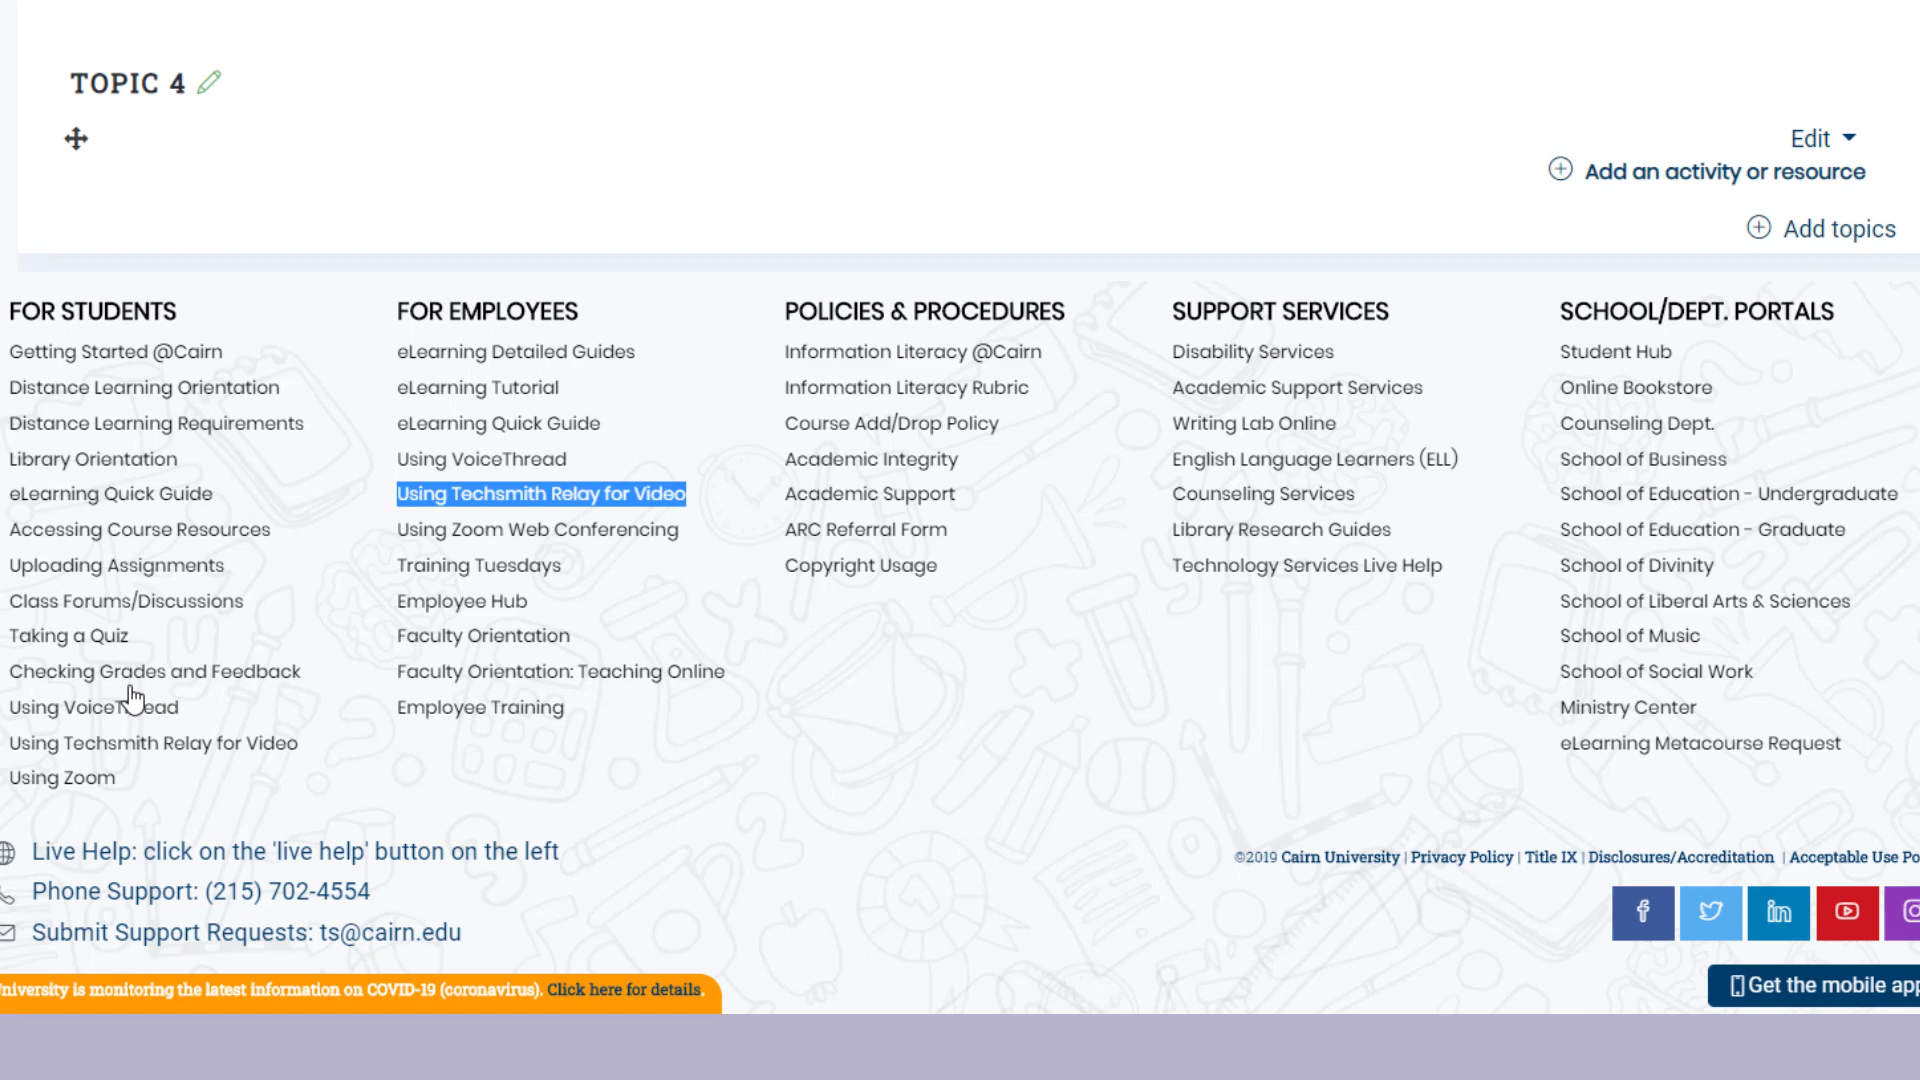 TOPIC 4
Edit
Add an activity or resource
Add topics
FOR STUDENTS
Getting Started @Cairn
Distance Learning Orientation
Distance Learning Requirements
Library Orientation
eLearning Quick Guide
Accessing Course Resources
Uploading Assignments
Class Forums/Discussions
Taking a Quiz
Checking Grades and Feedback
Using VoiceThread
Using Techsmith Relay for Video
Using Zoom
FOR EMPLOYEES
eLearning Detailed Guides
eLearning Tutorial
eLearning Quick Guide
Using VoiceThread
Using Techsmith Relay for Video
Using Zoom Web Conferencing
Training Tuesdays
Employee Hub
Faculty Orientation
Faculty Orientation: Teaching Online
Employee Training
POLICIES & PROCEDURES
Information Literacy @Cairn
Information Literacy Rubric
Course Add/Drop Policy
Academic Integrity
Academic Support
ARC Referral Form
Copyright Usage
SUPPORT SERVICES
Disability Services
Academic Support Services
Writing Lab Online
English Language Learners (ELL)
Counseling Services
Library Research Guides
Technology Services Live Help
SCHOOL/DEPT. PORTALS
Student Hub
Online Bookstore
Counseling Dept.
School of Business
School of Education - Undergraduate
School of Education - Graduate
School of Divinity
School of Liberal Arts & Sciences
School of Music
School of Social Work
Ministry Center
eLearning Metacourse Request
Live Help: click on the 'live help' button on the left
Phone Support: (215) 702-4554
Submit Support Requests: ts@cairn.edu
©2019 Cairn University | Privacy Policy | Title IX | Disclosures/Accreditation | Acceptable Use Po
Get the mobile app
University is monitoring the latest information on COVID-19 (coronavirus). Click here for details.